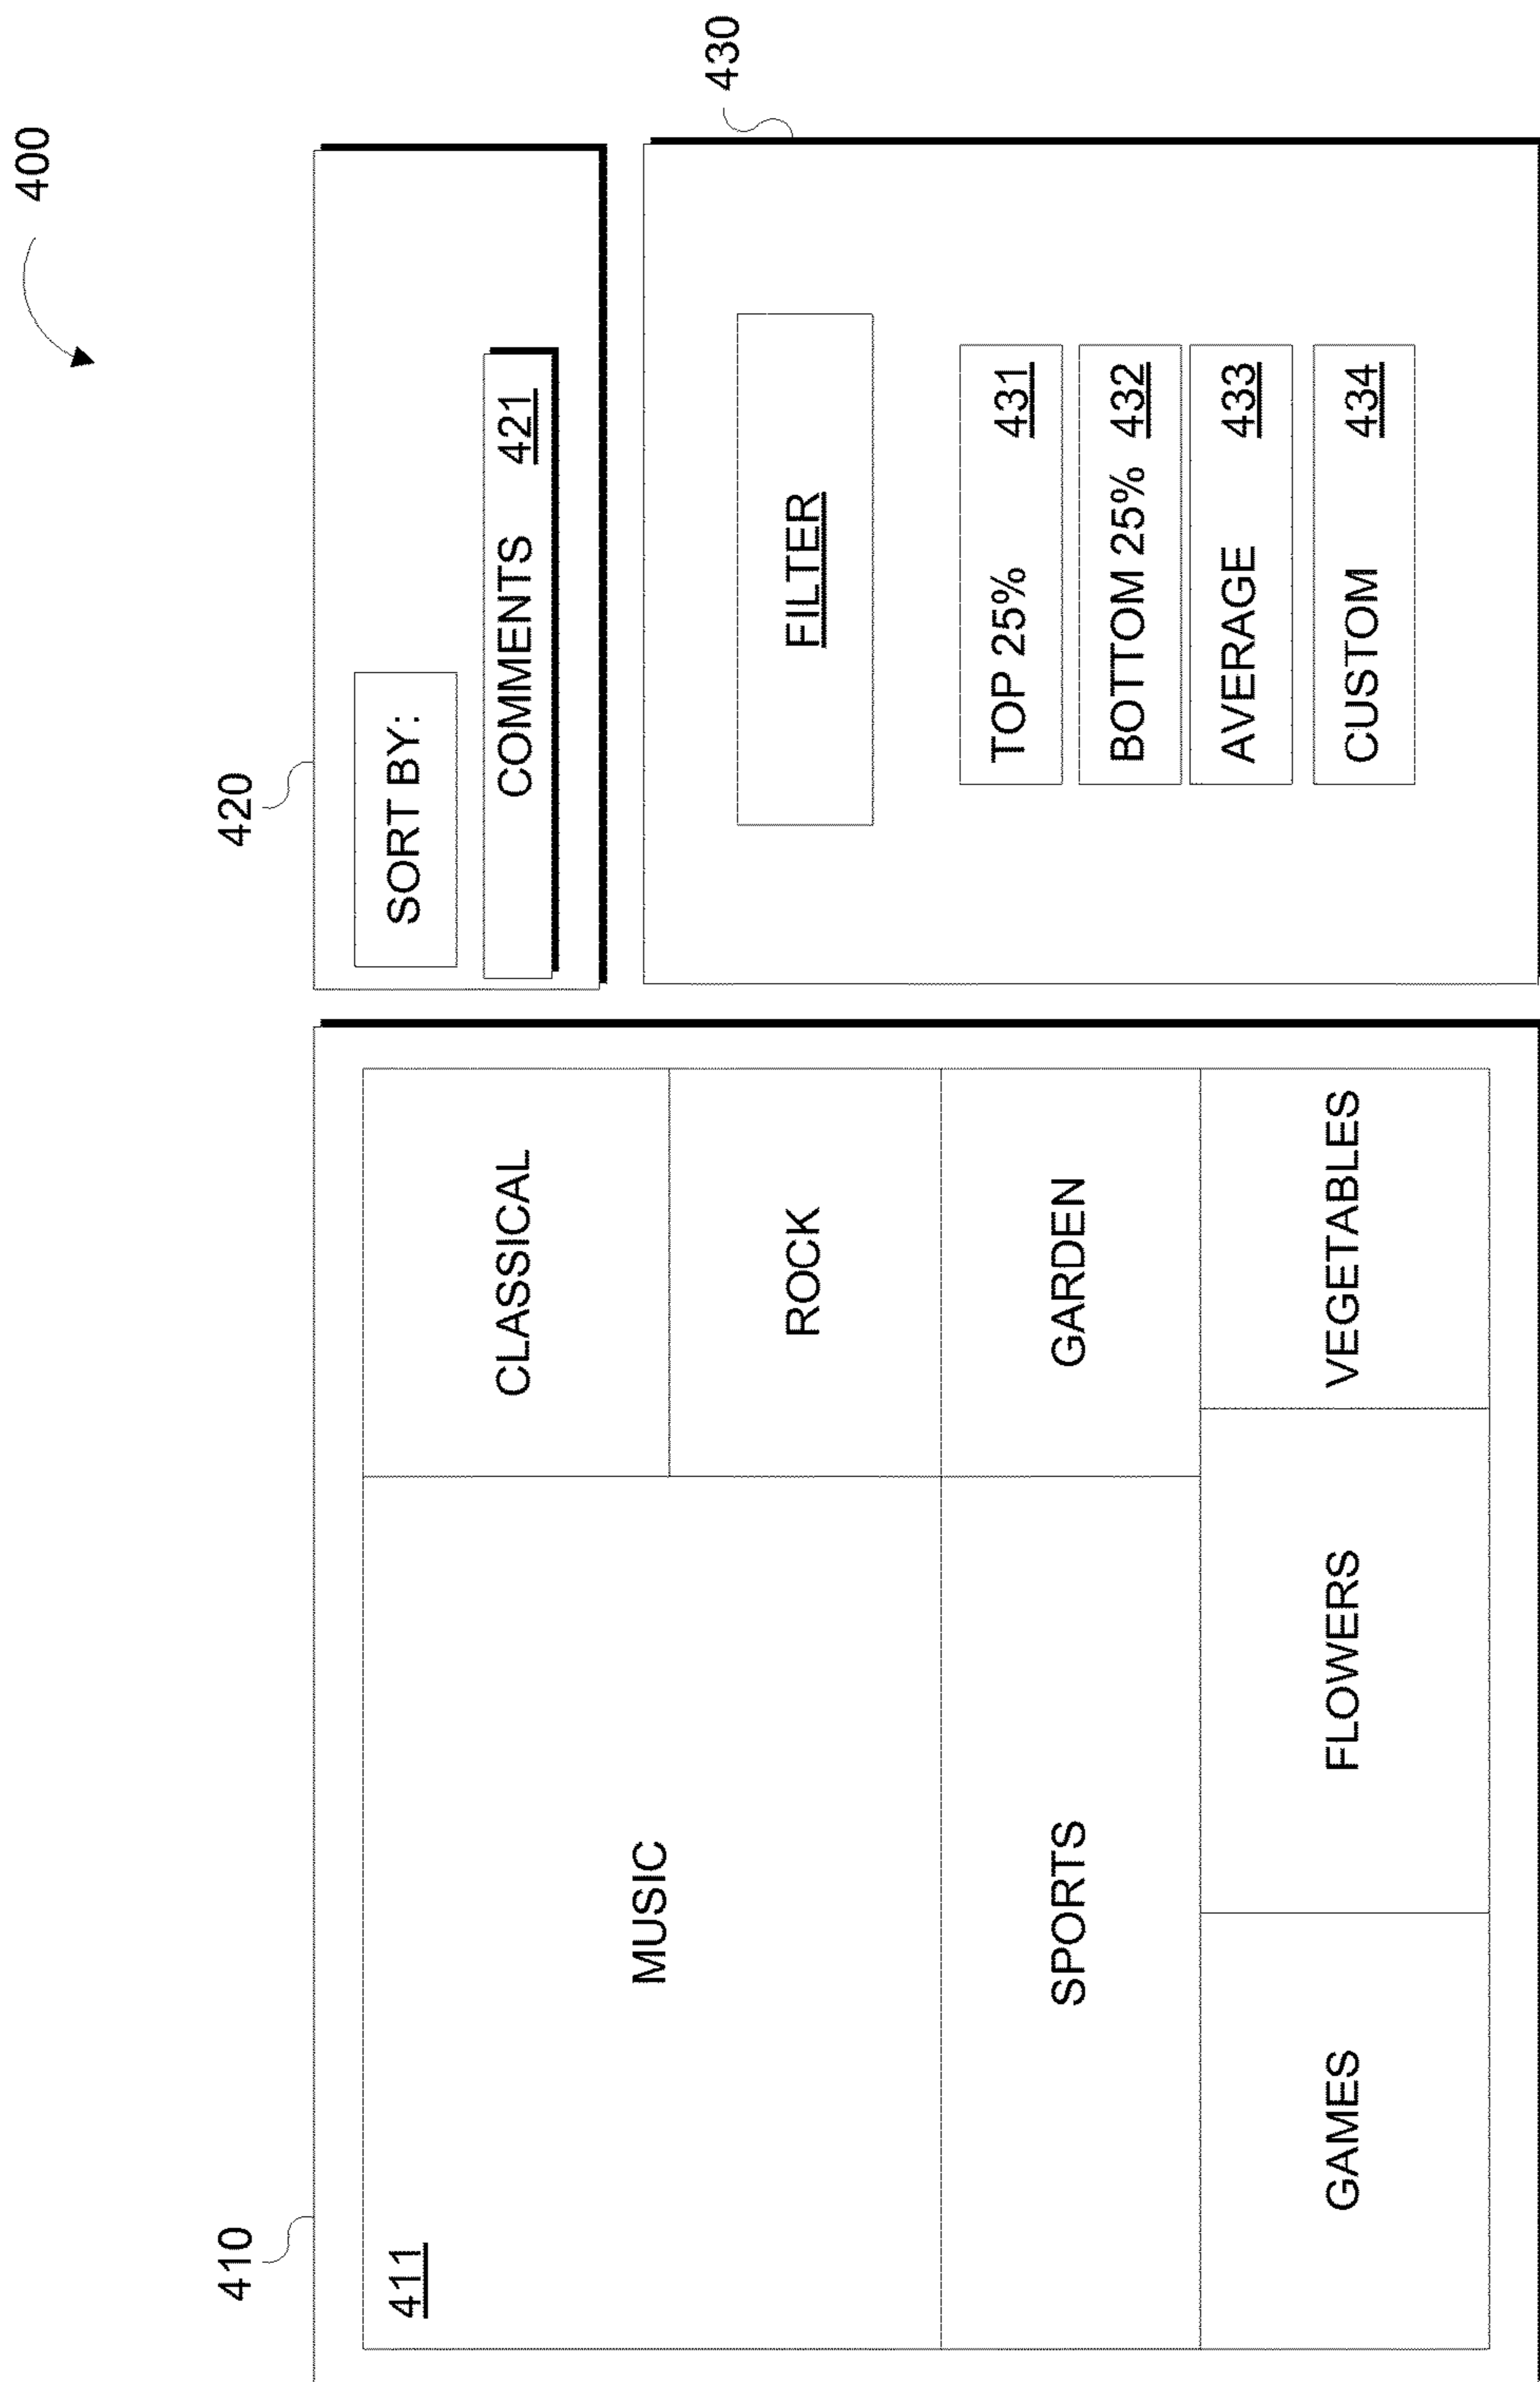 400
410
420
411
MUSIC
CLASSICAL
ROCK
SPORTS
GARDEN
GAMES
FLOWERS
VEGETABLES
SORT BY:
COMMENTS 421
430
FILTER
TOP 25% 431
BOTTOM 25% 432
AVERAGE 433
CUSTOM 434